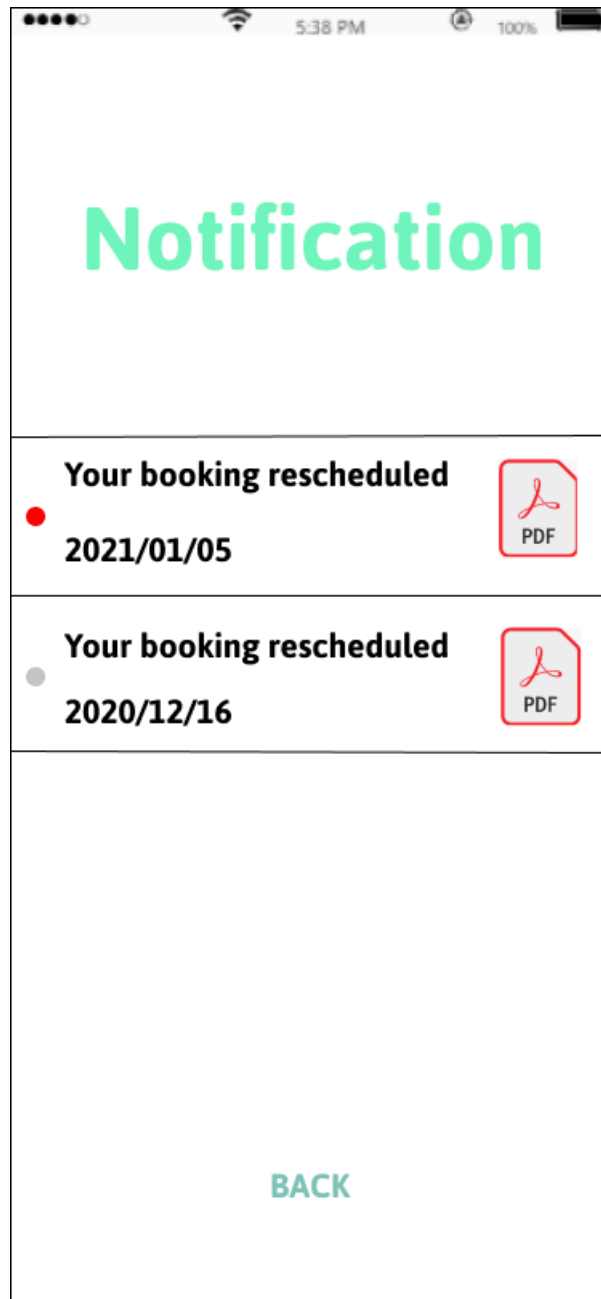 5:38 PM
100%
Notification
Your booking rescheduled
2021/01/05
PDF
Your booking rescheduled
2020/12/16
PDF
BACK